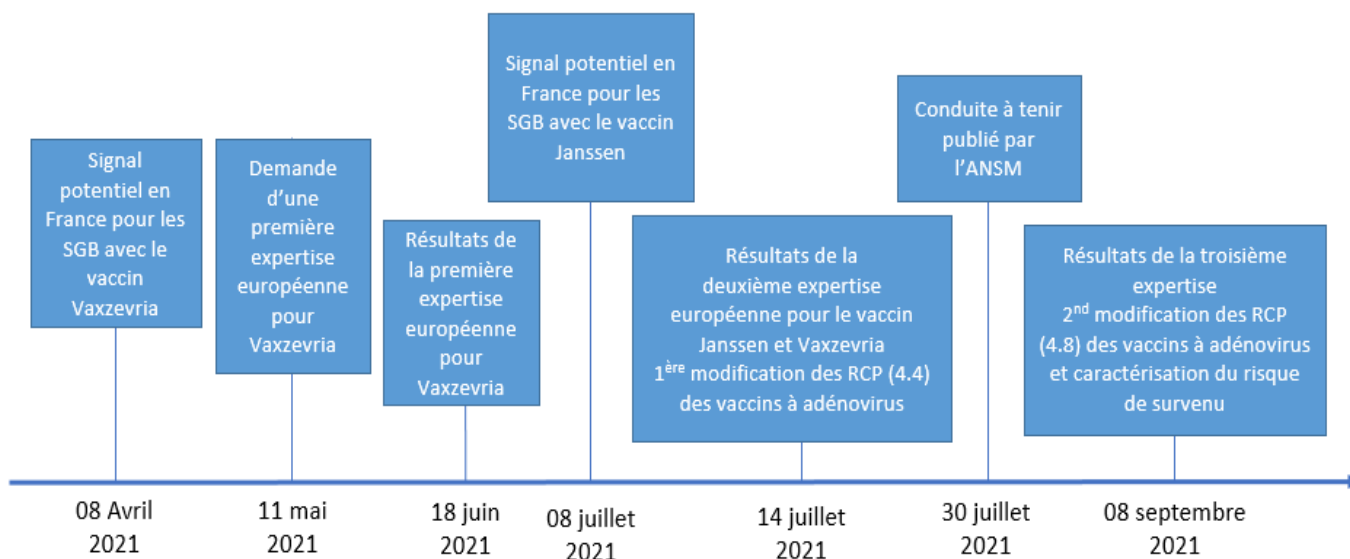 Signal
potentiel en
France pour les
SGB avec le
vaccin
Vaxzevria
Demande
d'une
première
expertise
européenne
pour
Vaxzevria
Résultats de
la première
expertise
européenne
pour
Vaxzevria
Signal potentiel en
France pour les
SGB avec le vaccin
Janssen
Résultats de la
deuxième expertise
européenne pour le vaccin
Janssen et Vaxzevria
1ère modification des RCP (4.4)
des vaccins à adénovirus
Conduite à tenir
publié par
l'ANSM
Résultats de la troisième
expertise
2nd modification des RCP
(4.8) des vaccins à adénovirus
et caractérisation du risque
de survenu
08 Avril
2021
11 mai
2021
18 juin
2021
08 juillet
2021
14 juillet
2021
30 juillet
2021
08 septembre
2021